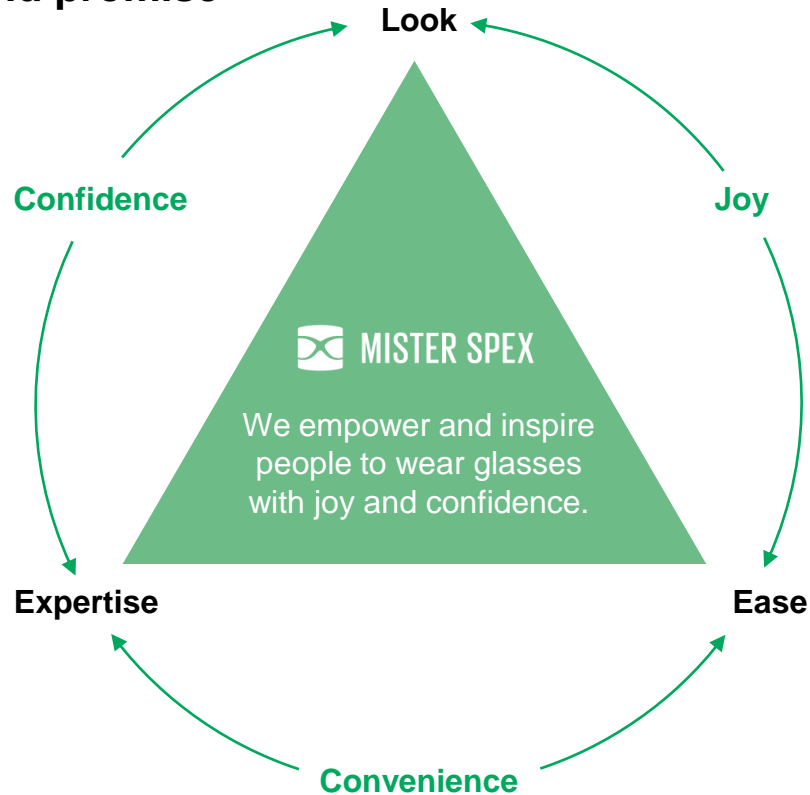 promise
Look
Confidence
Joy
MISTER SPEX
We empower and inspire
people to wear glasses
with joy and confidence.
Expertise
Ease
Convenience